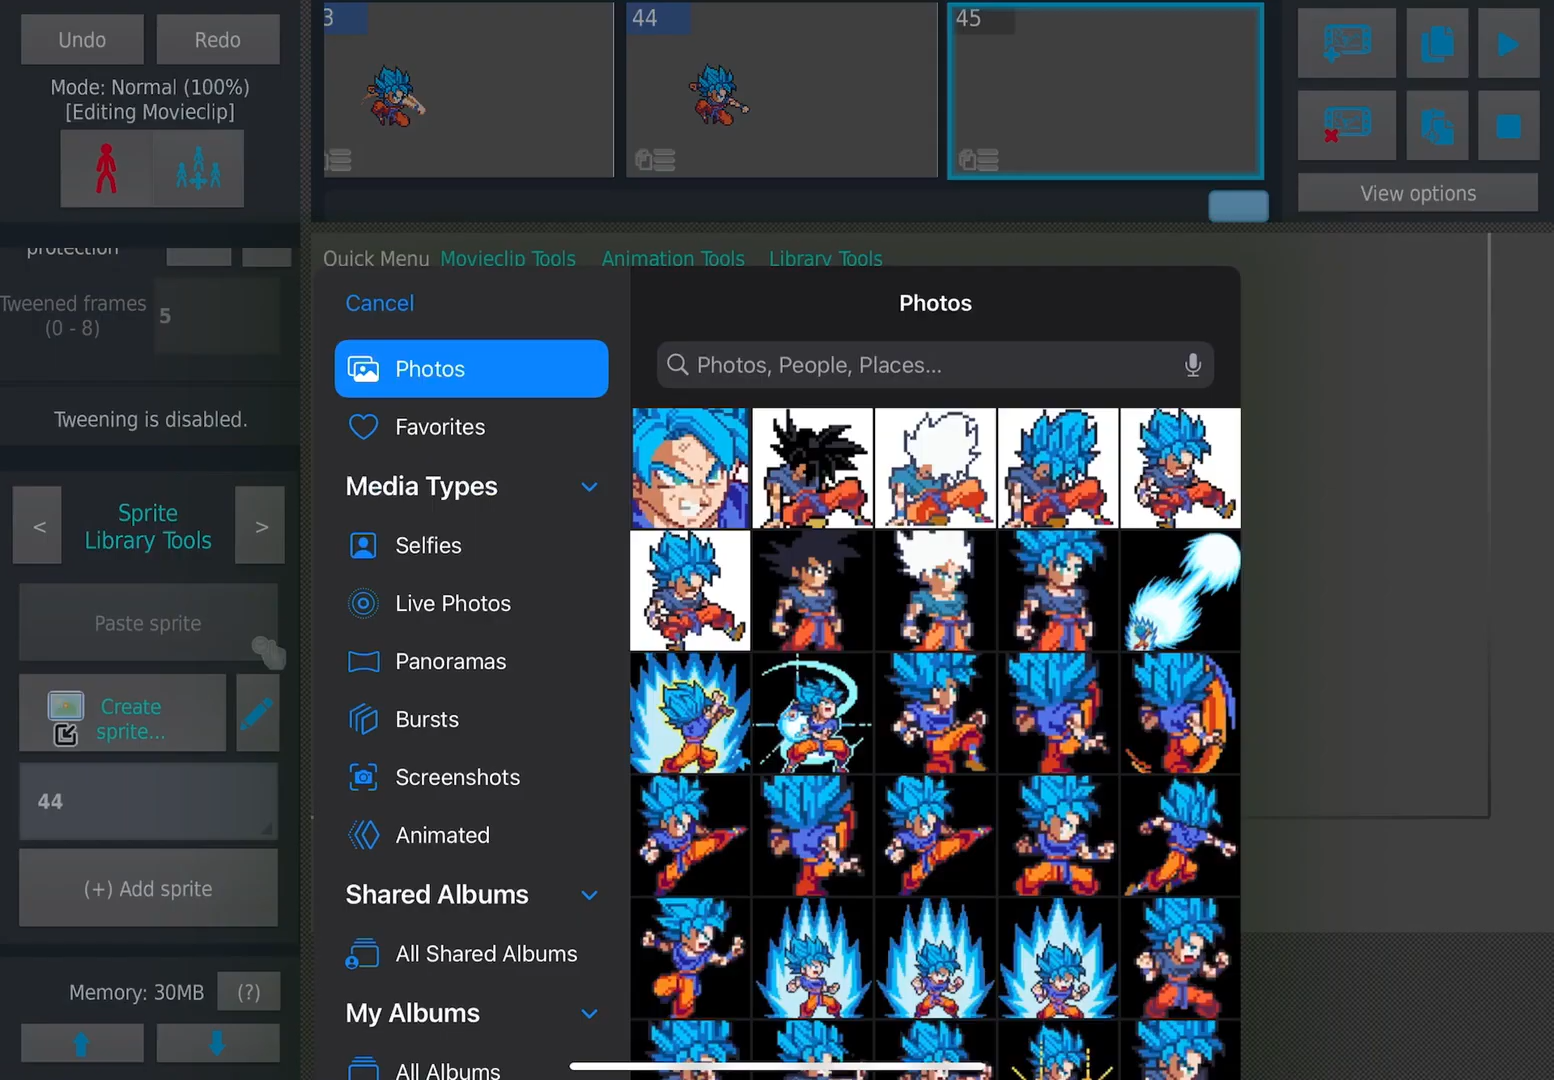 Undo
Redo
Mode: Normal (100%)
[Editing Movieclip]
3
44
45
View options
protection
Tweened frames
(0 - 8)
5
Tweening is disabled.
Quick Menu
Movieclip Tools
Animation Tools
Library Tools
<
Sprite
Library Tools
>
Paste sprite
Create
sprite...
44
(+) Add sprite
Memory: 30MB
(?)
Cancel
Photos
Favorites
Media Types
Selfies
Live Photos
Panoramas
Bursts
Screenshots
Animated
Shared Albums
All Shared Albums
My Albums
All Albums
Photos
Photos, People, Places...